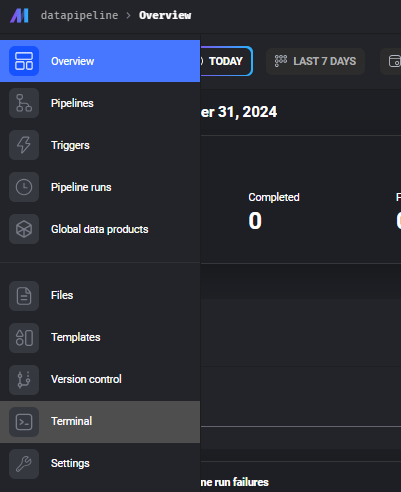 datapipeline > Overview
Overview
TODAY
LAST 7 DAYS
Pipelines
er 31, 2024
Triggers
Pipeline runs
Completed
0
Global data products
Files
Templates
Version control
Terminal
Settings
ne run failures